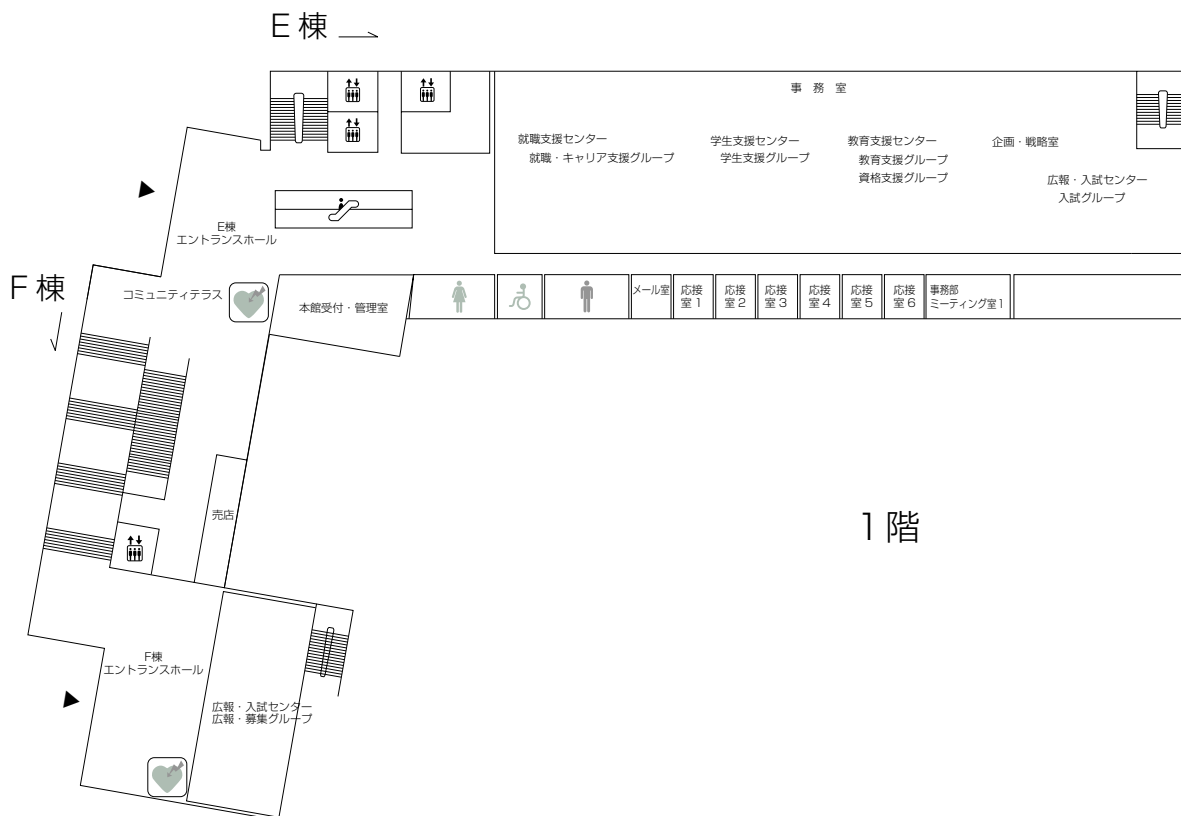 E棟
事務室
就職支援センター
就職・キャリア支援グループ
学生支援センター
学生支援グループ
教育支援センター
教育支援グループ
資格支援グループ
企画・戦略室
広報・入試センター
入試グループ
E棟
エントランスホール
F棟
コミュニティテラス
本館受付・管理室
メール室
応接
室1
応接
室2
応接
室3
応接
室4
応接
室5
応接
室6
事務部
ミーティング室1
売店
1階
F棟
エントランスホール
広報・入試センター
広報・募集グループ